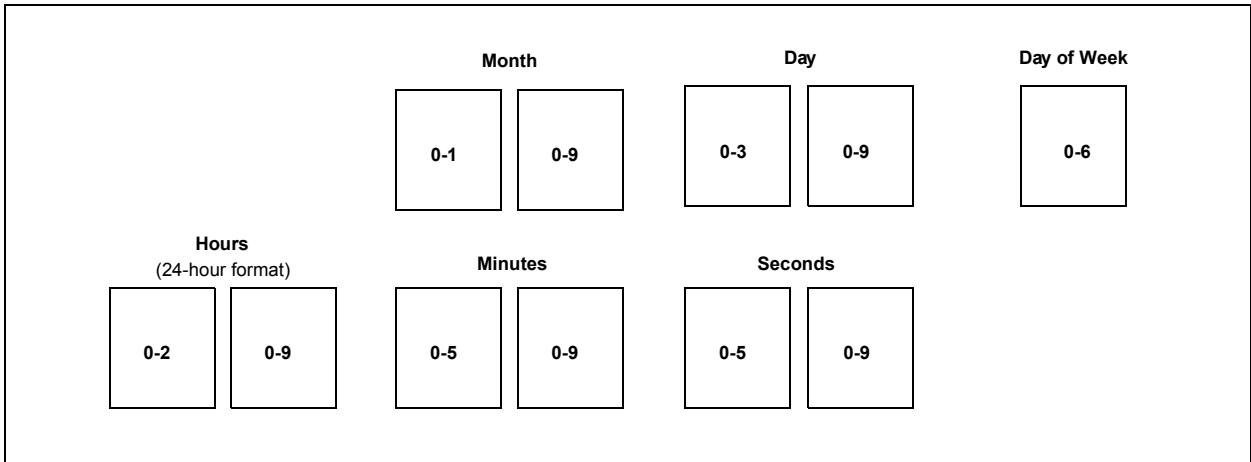 Month Day Day of Week
0-1 0-9 0-3 0-9 0-6
Hours
(24-hour format) Minutes Seconds
0-2 0-9 0-5 0-9 0-5 0-9